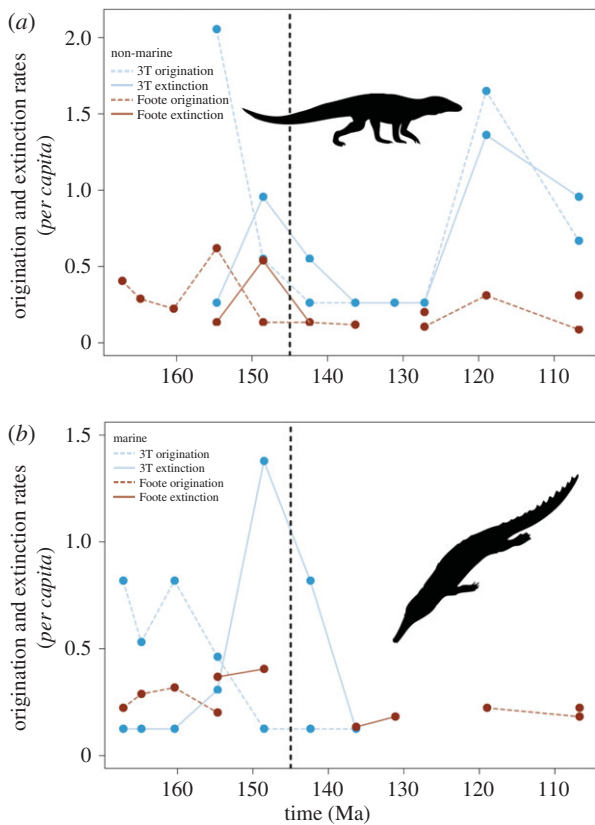 (a)
2.0
1.5
1.0
0.5
0
origination and extinction rates
(per capita)
non-marine
3T origination
3T extinction
Foote origination
Foote extinction
160 150 140 130 120 110
(b)
1.5
1.0
0.5
0
origination and extinction rates
(per capita)
marine
3T origination
3T extinction
Foote origination
Foote extinction
160 150 140 130 120 110
time (Ma)